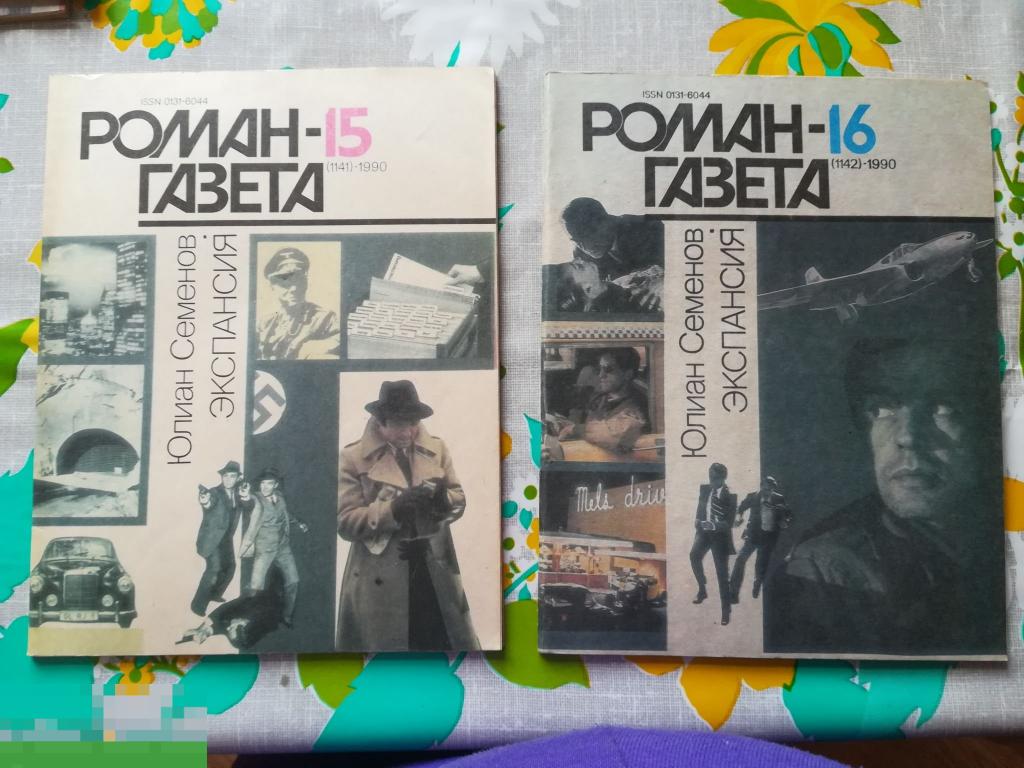 ISSN 0131-6044
РОМАН-15
(1141)-1990
ГАЗЕТА
Юлиан Семенов
ЭКСПАНСИЯ
ISSN 0131-6044
РОМАН-16
(1142)-1990
ГАЗЕТА
Юлиан Семенов
ЭКСПАНСИЯ
Mels driv